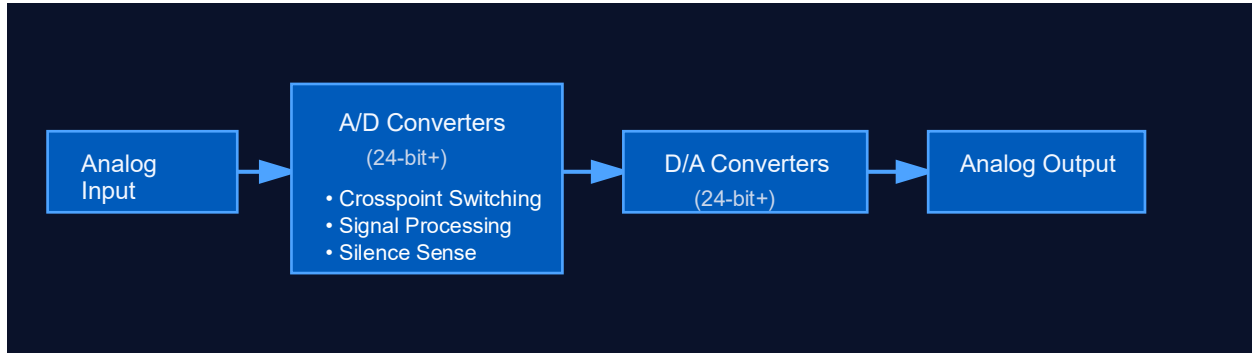 Analog
Input
A/D Converters
(24-bit+)
• Crosspoint Switching
• Signal Processing
• Silence Sense
D/A Converters
(24-bit+)
Analog Output